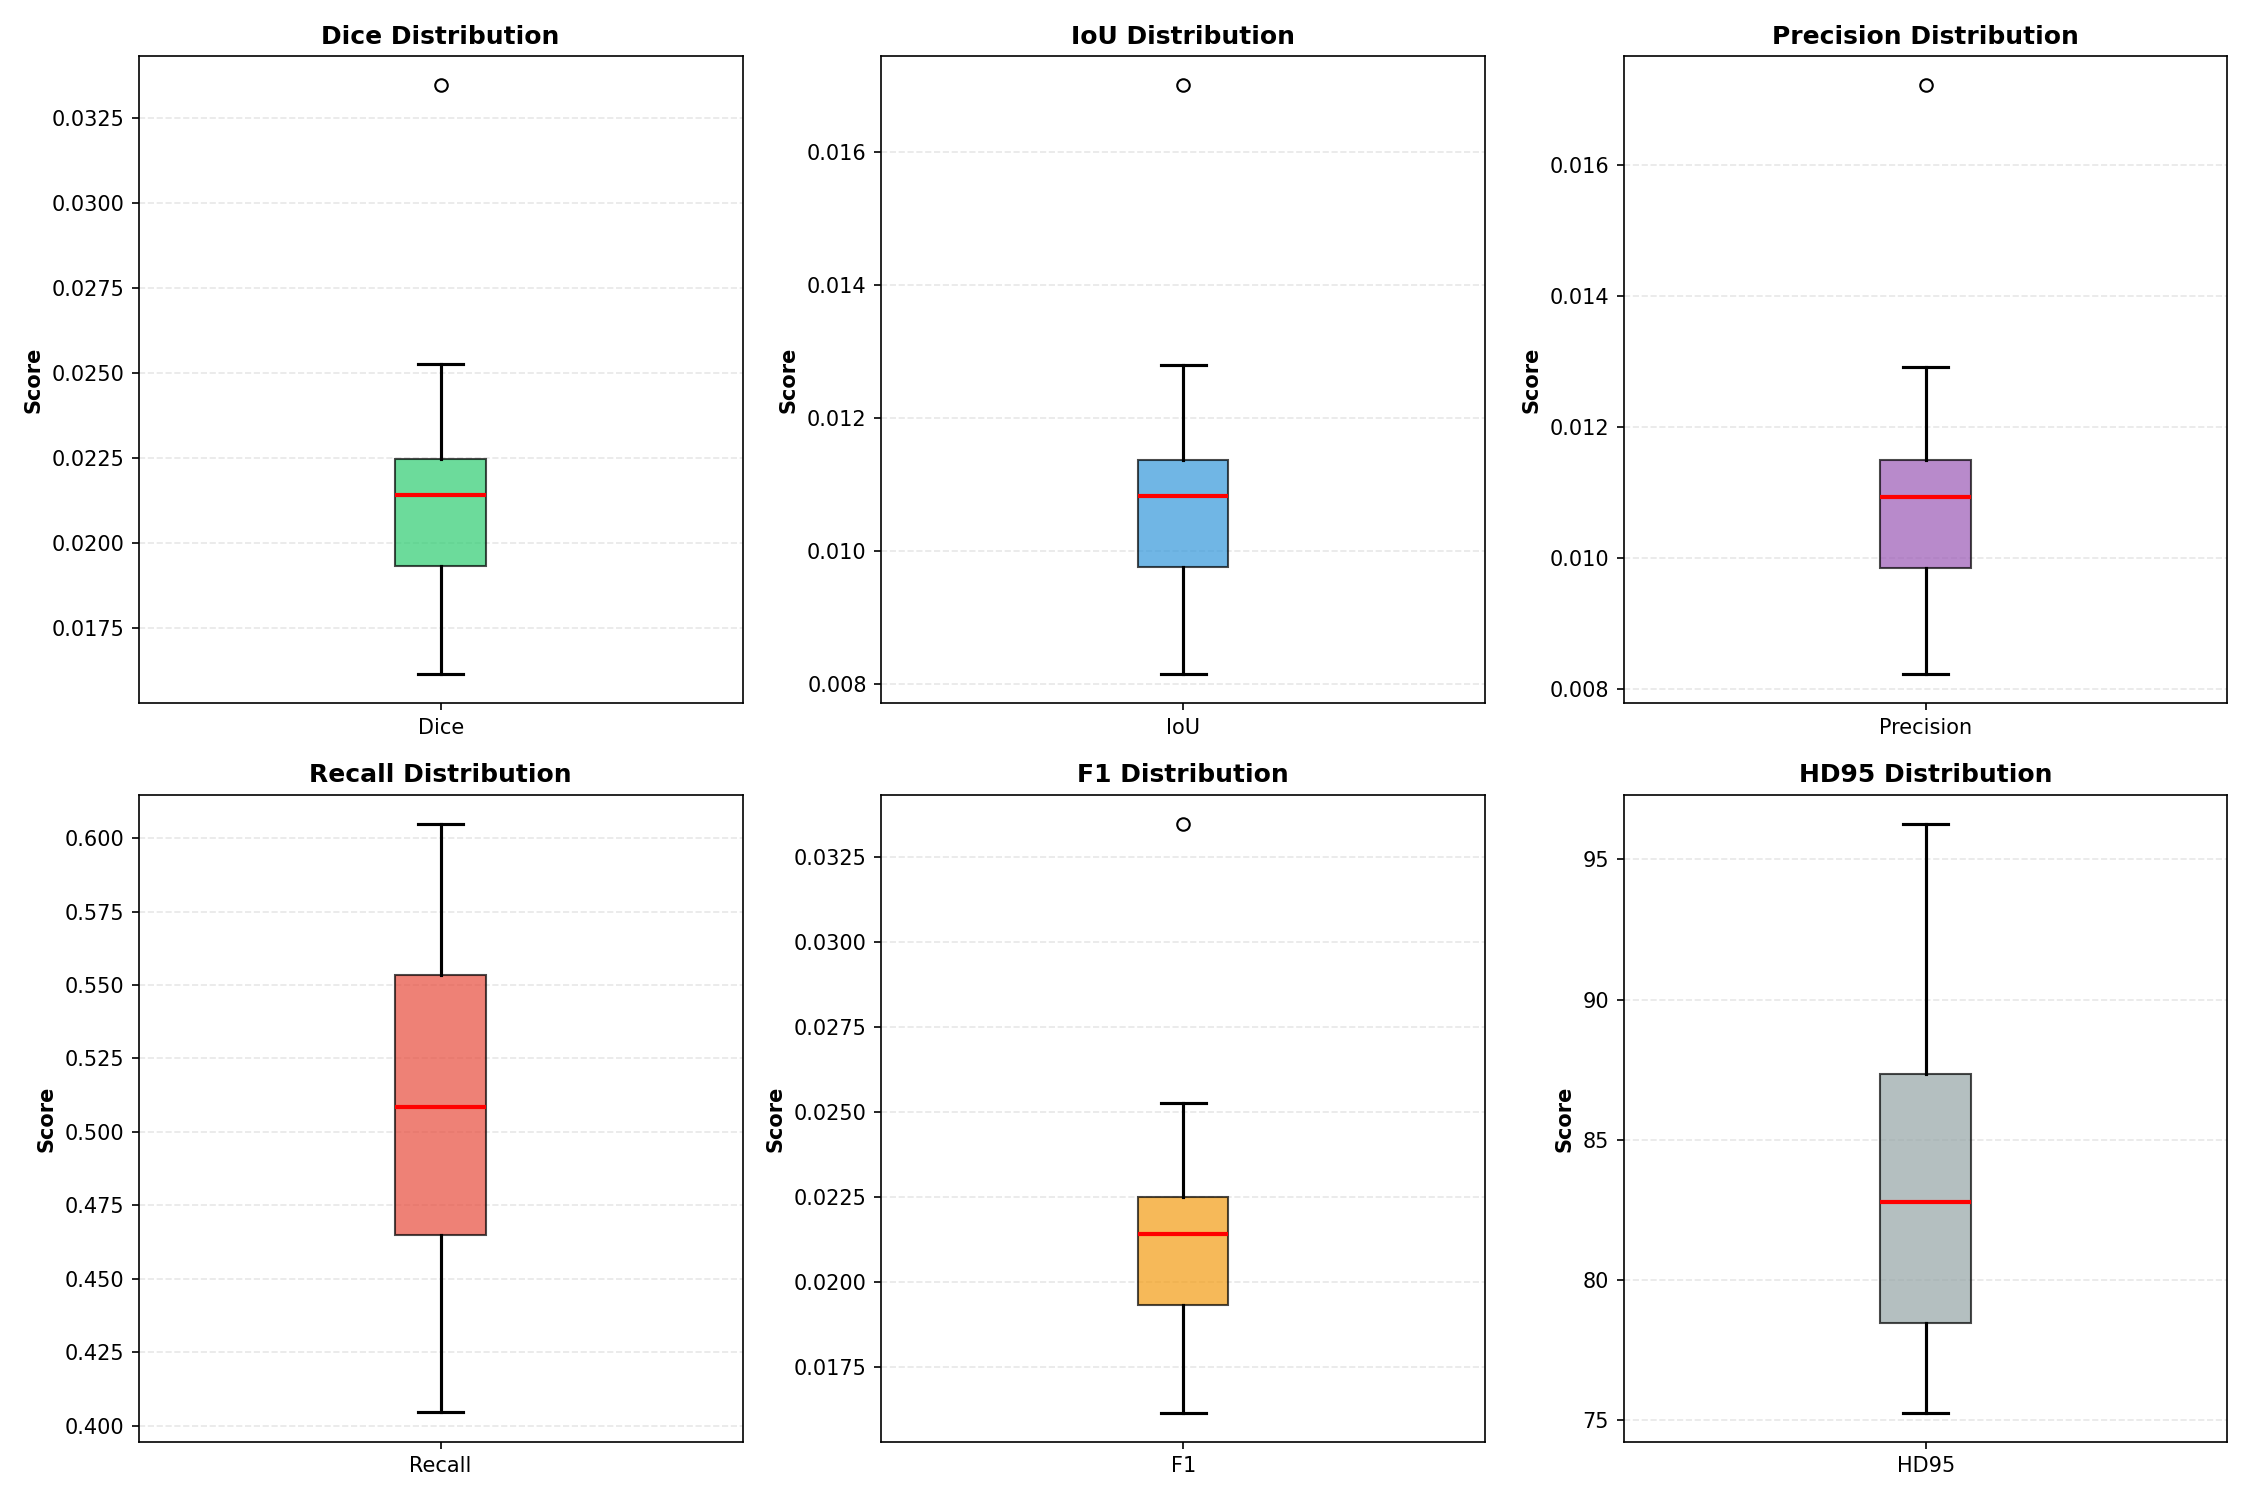 Dice Distribution
Score
0.0325
0.0300
0.0275
0.0250
0.0225
0.0200
0.0175
Dice
IoU Distribution
Score
0.016
0.014
0.012
0.010
0.008
IoU
Precision Distribution
Score
0.016
0.014
0.012
0.010
0.008
Precision
Recall Distribution
Score
0.600
0.575
0.550
0.525
0.500
0.475
0.450
0.425
0.400
Recall
F1 Distribution
Score
0.0325
0.0300
0.0275
0.0250
0.0225
0.0200
0.0175
F1
HD95 Distribution
Score
95
90
85
80
75
HD95